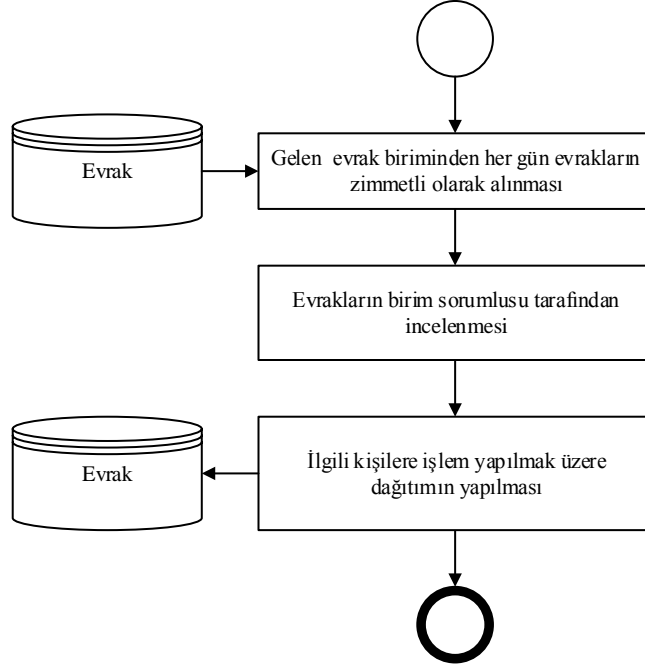 Evrak
Gelen evrak biriminden her gün evrakların
zimmetli olarak alınması
Evrakların birim sorumlusu tarafından
incelenmesi
Evrak
İlgili kişilere işlem yapılmak üzere
dağıtımın yapılması